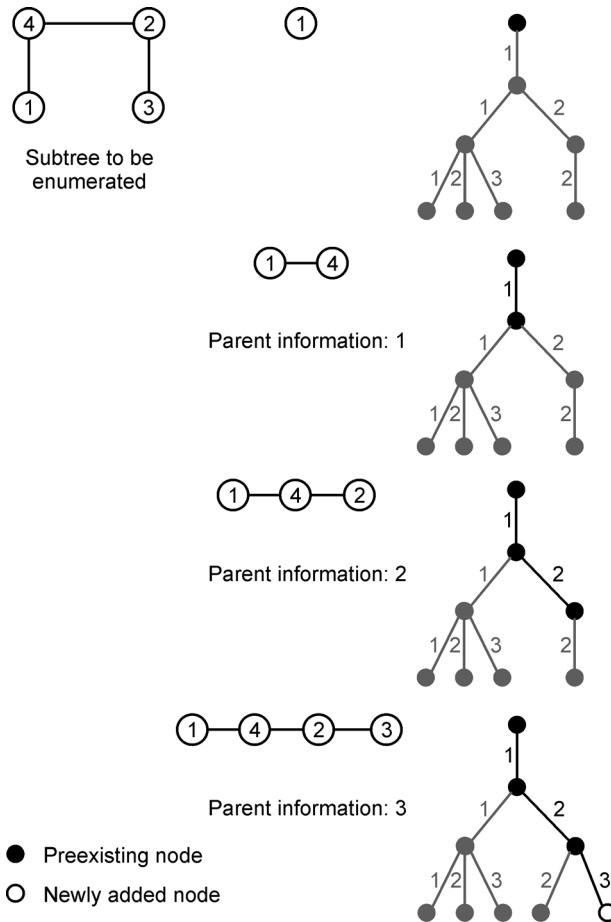 4 2 1
1 3
Subtree to be
enumerated
1
1 2
1 2 3 2
1 4
1
Parent information: 1
1 2
1 2 3 2
1 4 2
1
Parent information: 2
1 2
1 2 3 2
1 4 2 3
1
Parent information: 3
1 2
Preexisting node
1 2 3 2 3
Newly added node